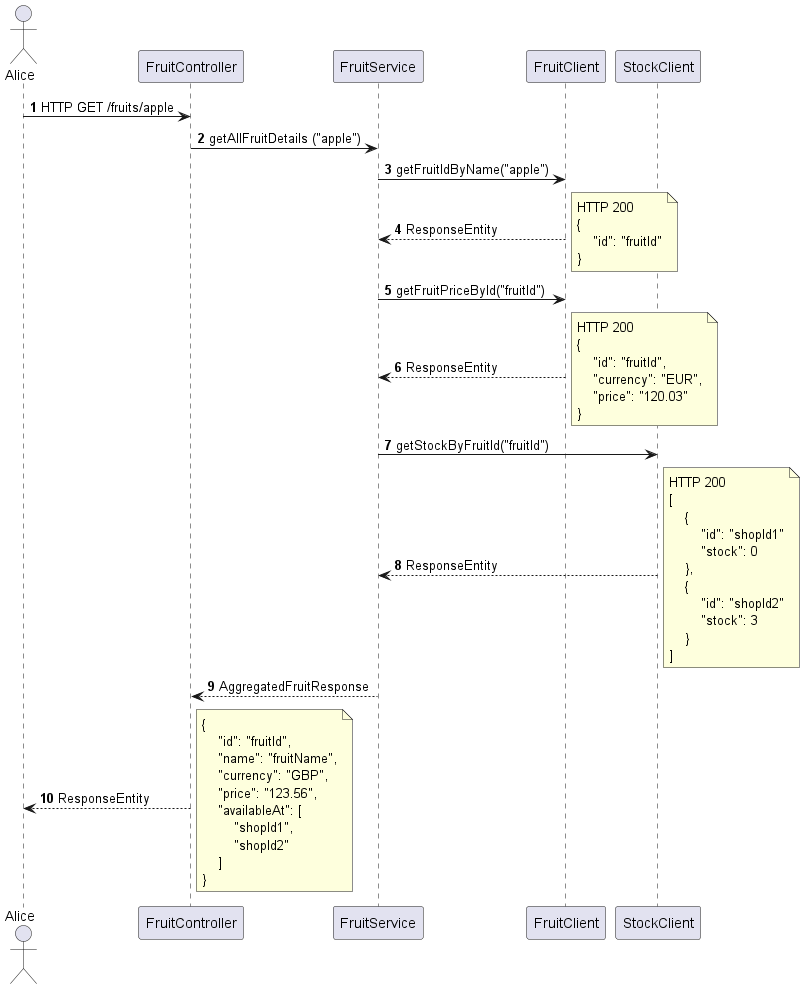 Alice
FruitController
FruitService
FruitClient
StockClient
1 HTTP GET /fruits/apple
2 getAllFruitDetails ("apple")
3 getFruitIdByName("apple")
HTTP 200
{
"id": "fruitId"
}
4 ResponseEntity
5 getFruitPriceById("fruitId")
HTTP 200
{
"id": "fruitId",
"currency": "EUR",
"price": "120.03"
}
6 ResponseEntity
7 getStockByFruitId("fruitId")
HTTP 200
[
{
"id": "shopId1"
"stock": 0
},
{
"id": "shopId2"
"stock": 3
}
]
8 ResponseEntity
9 AggregatedFruitResponse
{
"id": "fruitId",
"name": "fruitName",
"currency": "GBP",
"price": "123.56",
"availableAt": [
"shopId1",
"shopId2"
]
}
10 ResponseEntity
Alice
FruitController
FruitService
FruitClient
StockClient